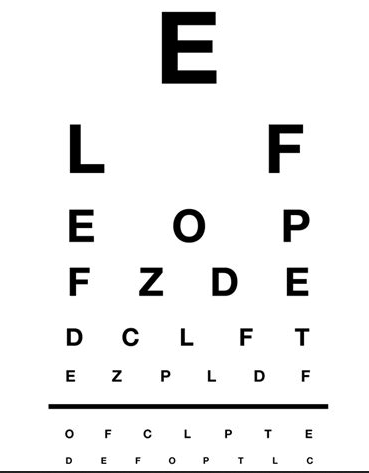 E
L F
E O P
F Z D E
D C L F T
E Z P L D F
O F C L P T E
D E F O P T L C